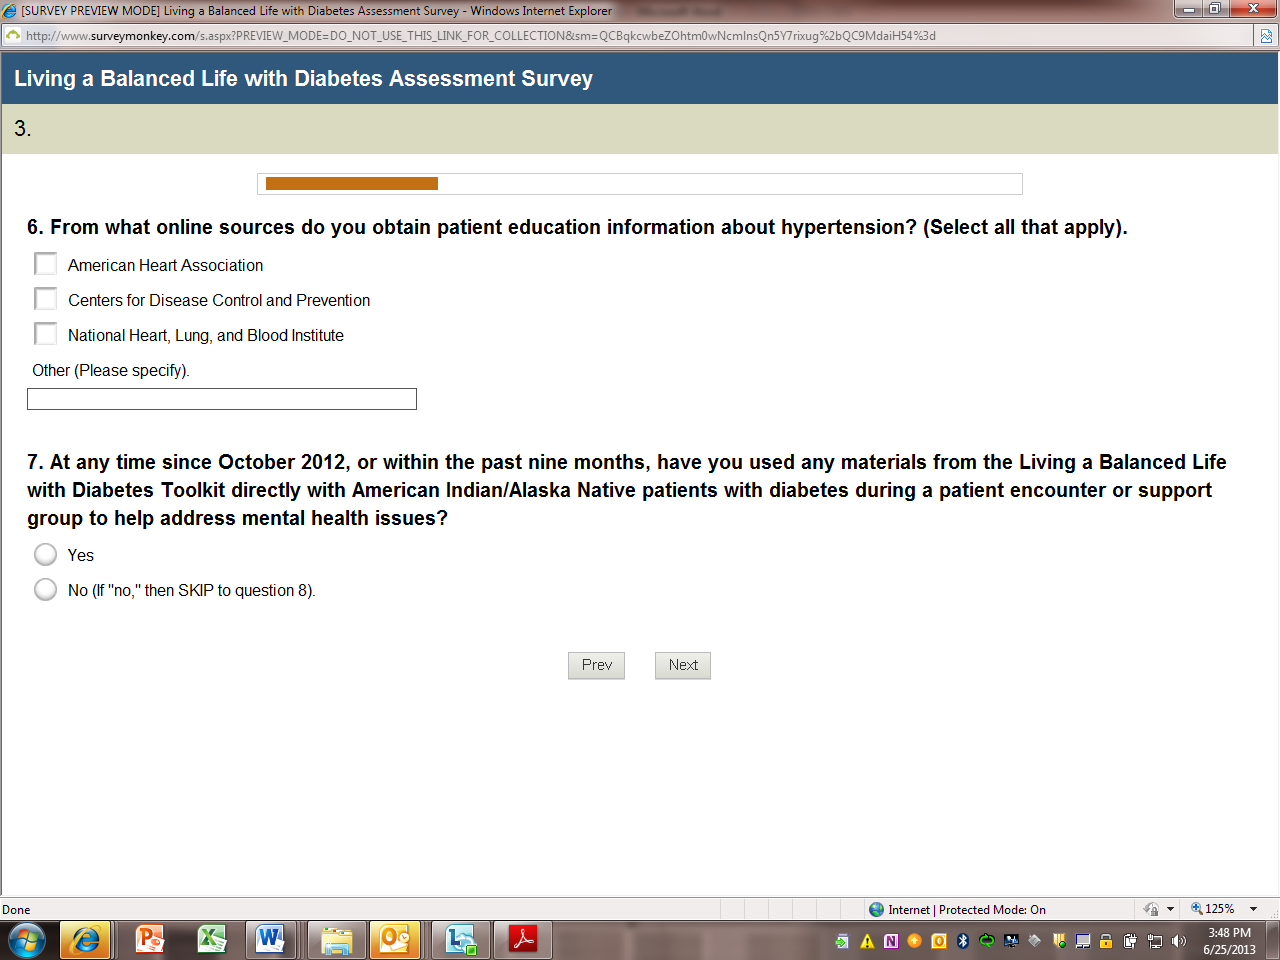 [SURVEY PREVIEW MODE] Living a Balanced Life with Diabetes Assessment Survey - Windows Internet Explorer
http://www.surveymonkey.com/s.aspx?PREVIEW_MODE=DO_NOT_USE_THIS_LINK_FOR_COLLECTION&sm=QCBqkcwbeZOhtm0wNcmInsQn5Y7rixug%2bQC9MdaiH54%3d
Living a Balanced Life with Diabetes Assessment Survey
3.
6. From what online sources do you obtain patient education information about hypertension? (Select all that apply).
American Heart Association
Centers for Disease Control and Prevention
National Heart, Lung, and Blood Institute
Other (Please specify).
7. At any time since October 2012, or within the past nine months, have you used any materials from the Living a Balanced Life
with Diabetes Toolkit directly with American Indian/Alaska Native patients with diabetes during a patient encounter or support
group to help address mental health issues?
Yes
No (If "no," then SKIP to question 8).
Prev Next
Done Internet | Protected Mode: On 125%
3:48 PM
6/25/2013